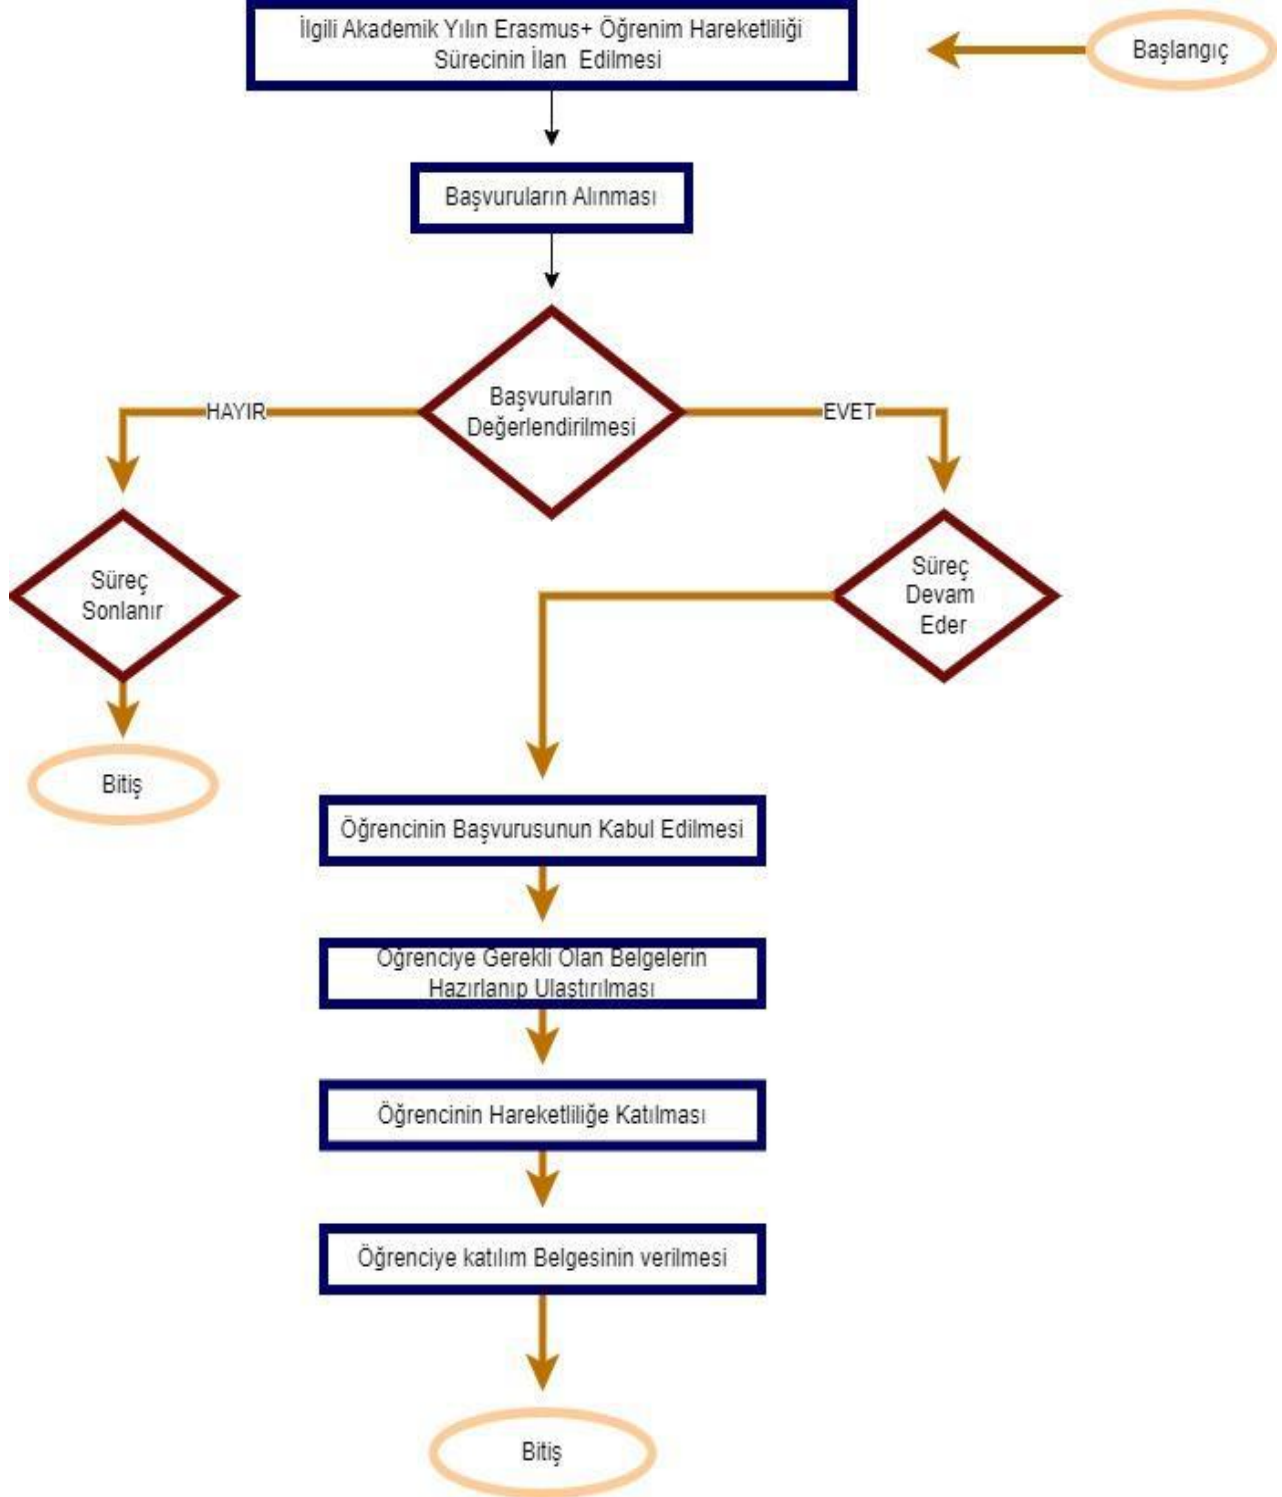 İlgili Akademik Yılın Erasmus+ Öğrenim Hareketliliği
Sürecinin İlan Edilmesi
Başlangıç
Başvuruların Alınması
Başvuruların
Değerlendirilmesi
HAYIR
EVET
Süreç
Sonlanır
Süreç
Devam
Eder
Bitiş
Öğrencinin Başvurusunun Kabul Edilmesi
Öğrenciye Gerekli Olan Belgelerin
Hazırlanıp Ulaştırılması
Öğrencinin Hareketliliğe Katılması
Öğrenciye katılım Belgesinin verilmesi
Bitiş